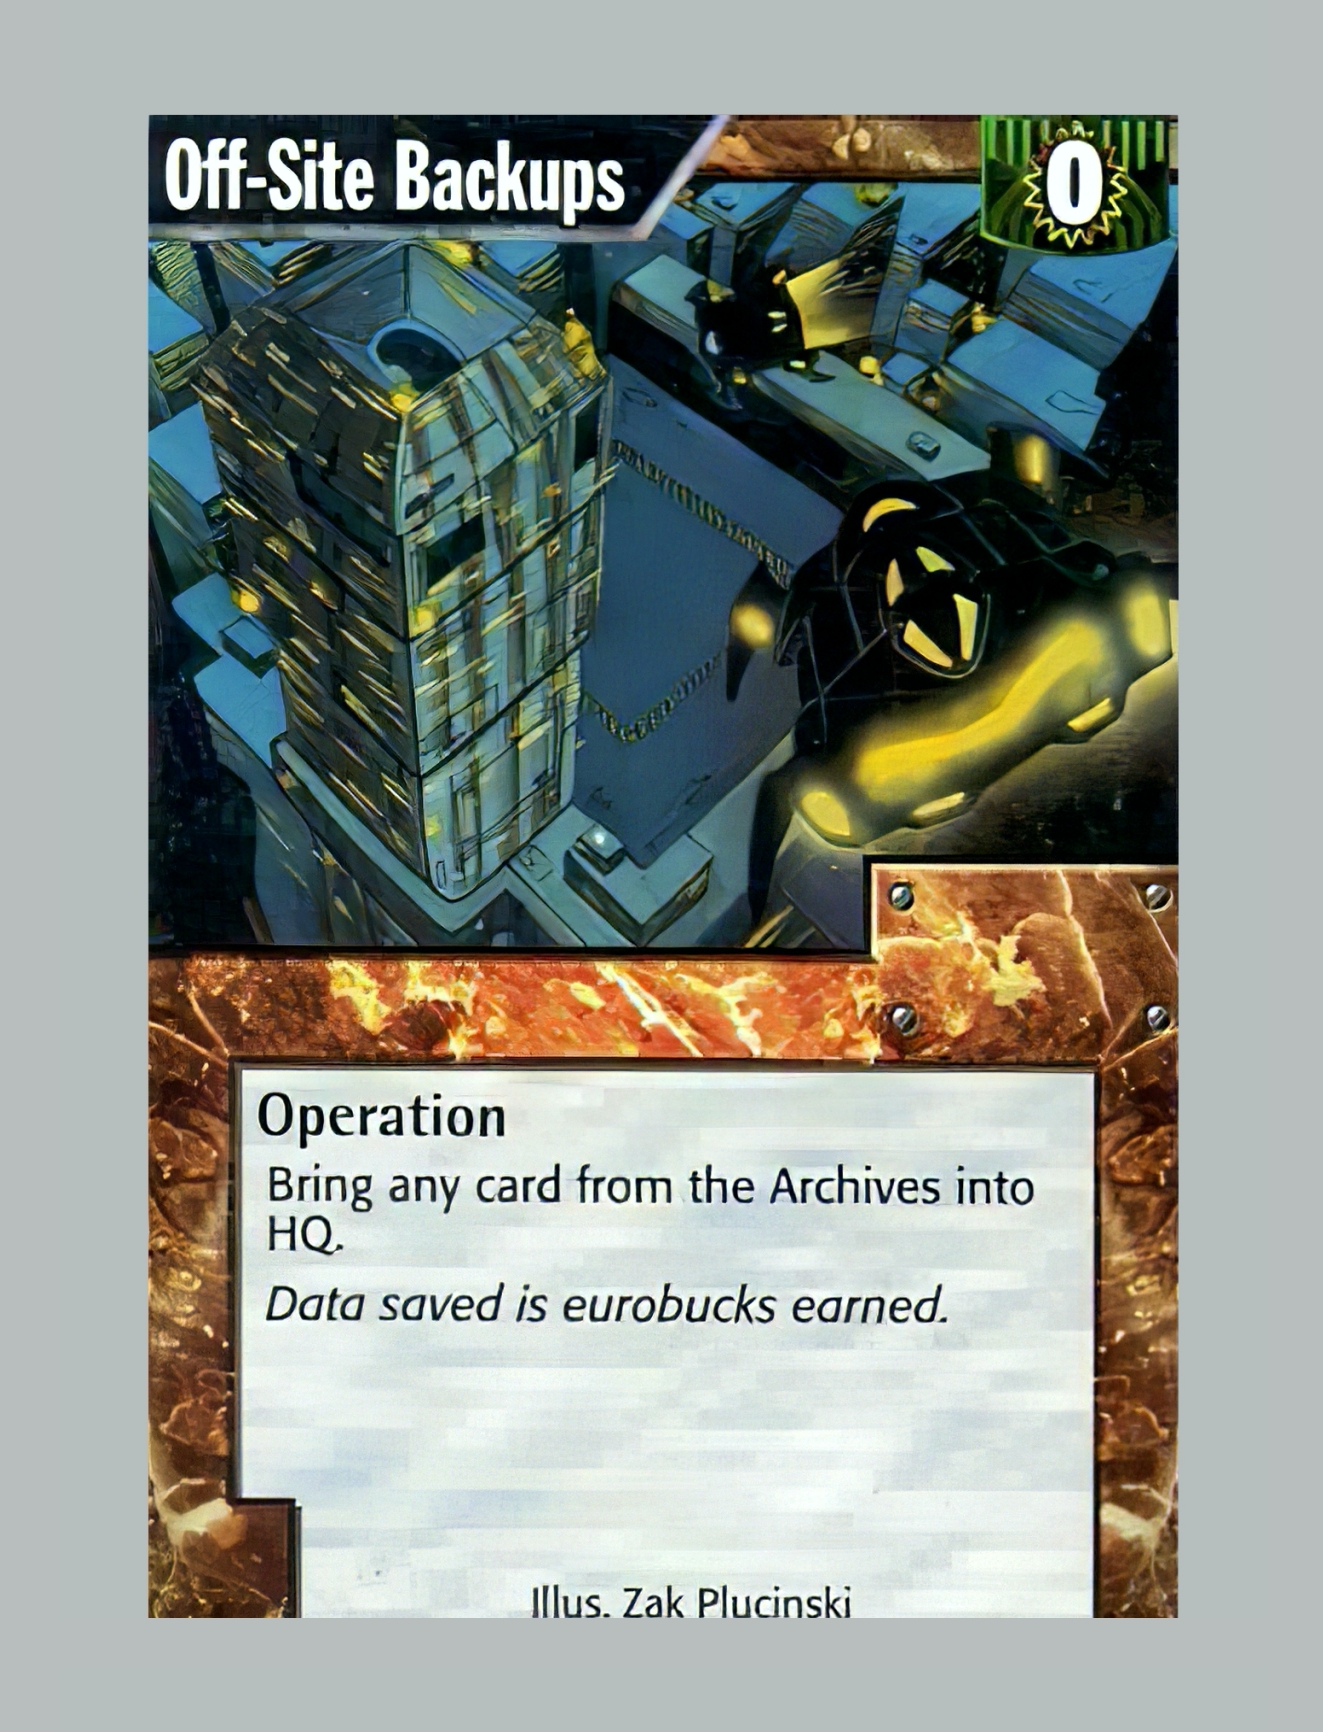 Off-Site Backups
0
Operation
Bring any card from the Archives into
HQ.
Data saved is eurobucks earned.
Illus. Zak Plucinski